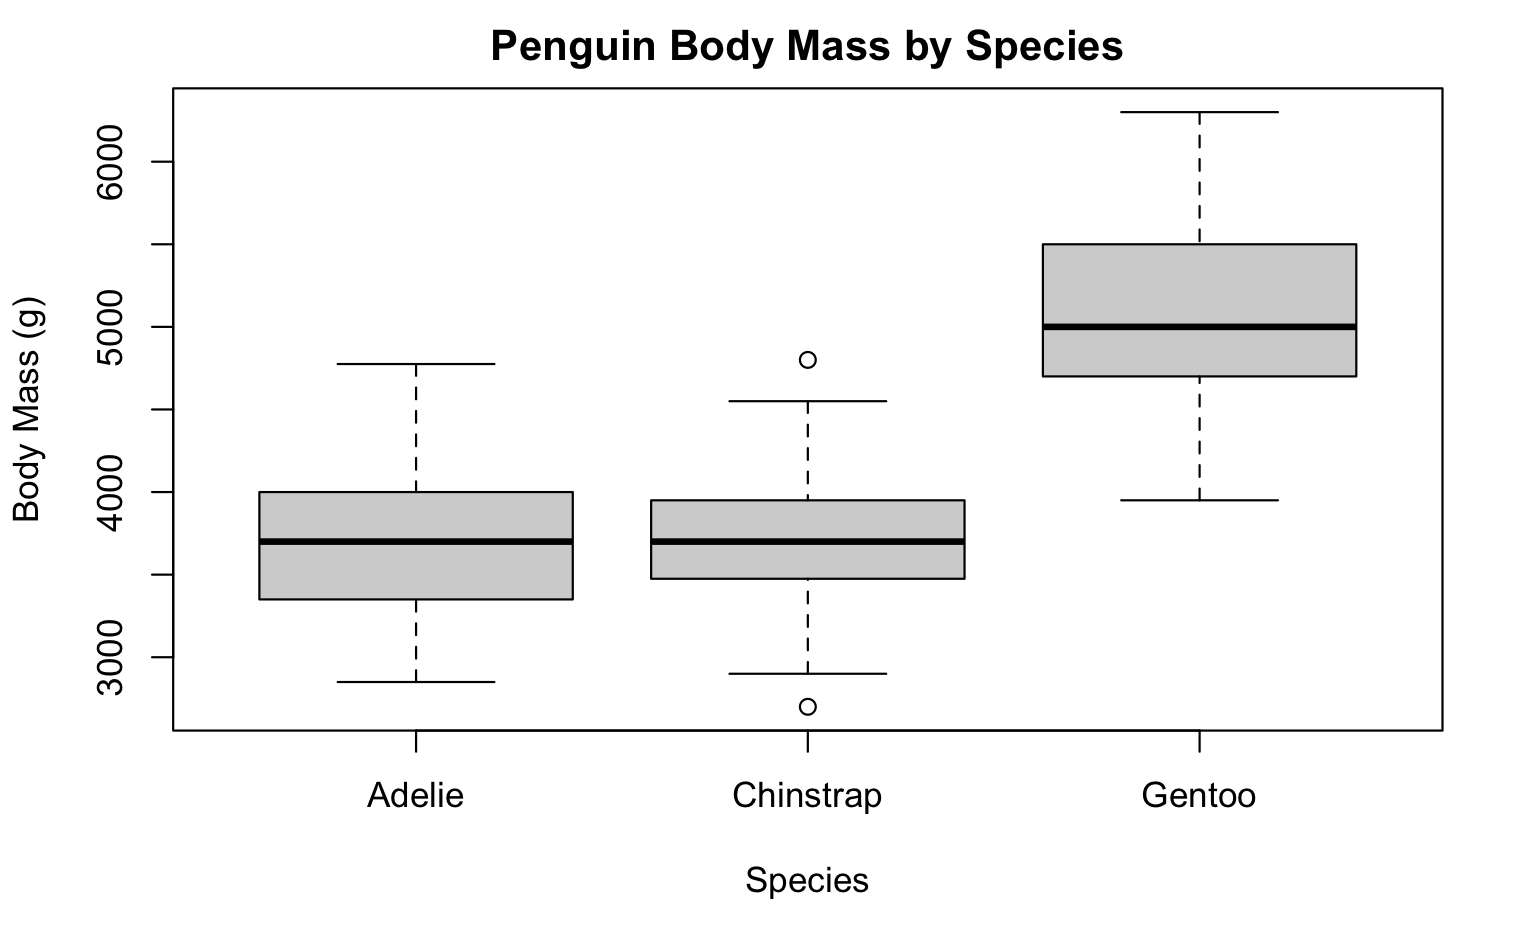 Penguin Body Mass by Species
Body Mass (g)
6000
5000
4000
3000
Adelie Chinstrap Gentoo
Species